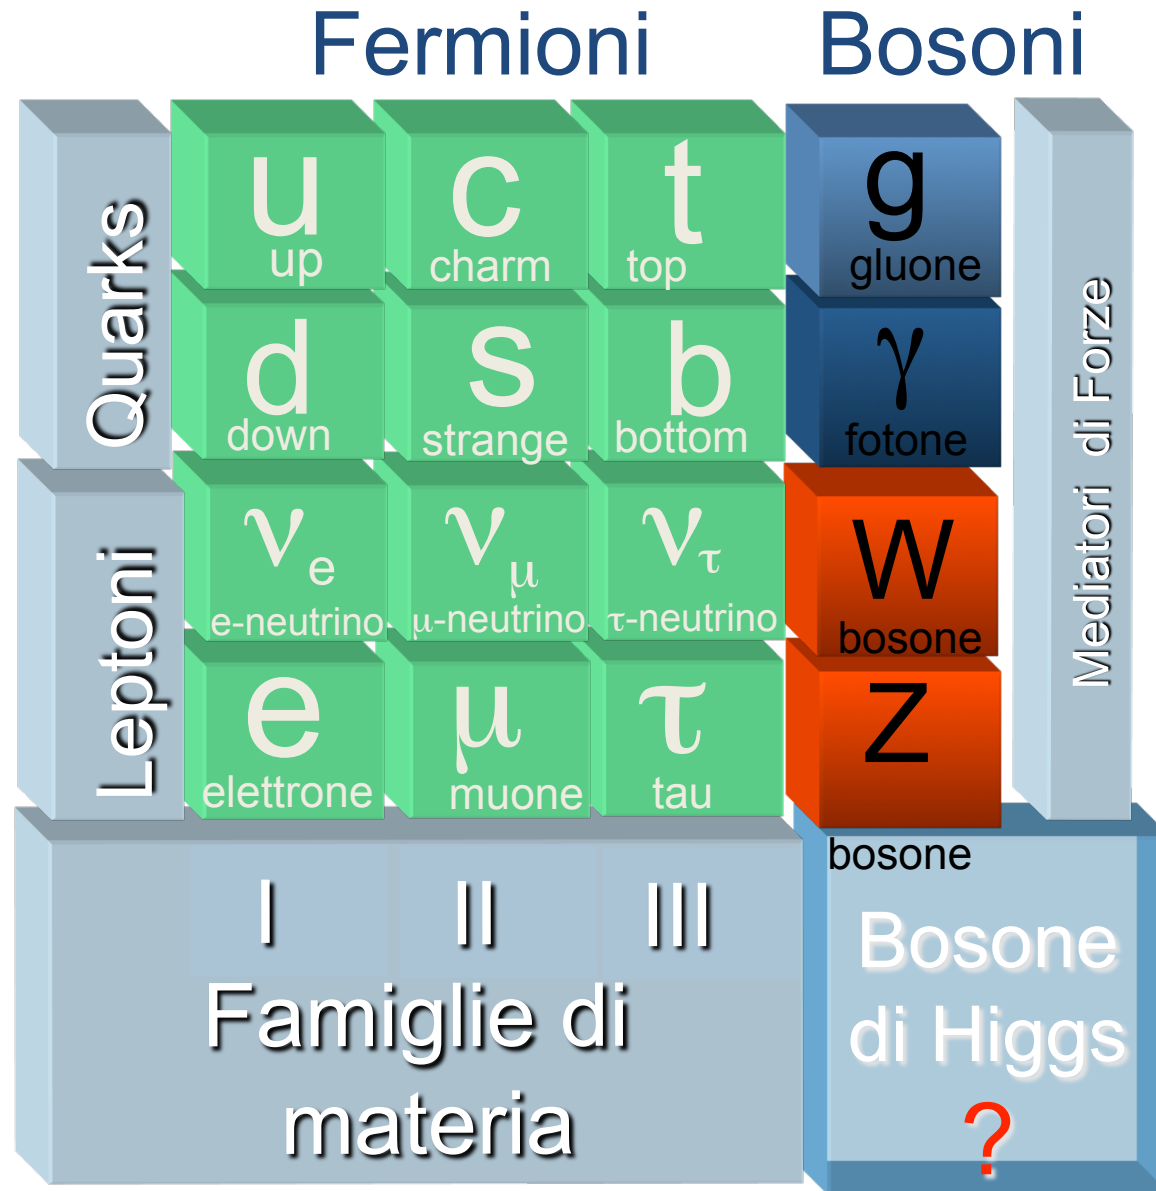 Fermioni
Bosoni
Quarks
u
up
c
charm
t
top
g
gluone
d
down
s
strange
b
bottom
γ
fotone
Mediatori di Forze
Leptoni
νe
e-neutrino
νμ
μ-neutrino
ντ
τ-neutrino
W
bosone
e
elettrone
μ
muone
τ
tau
Z
bosone
I
II
III
Famiglie di
materia
Bosone
di Higgs
?